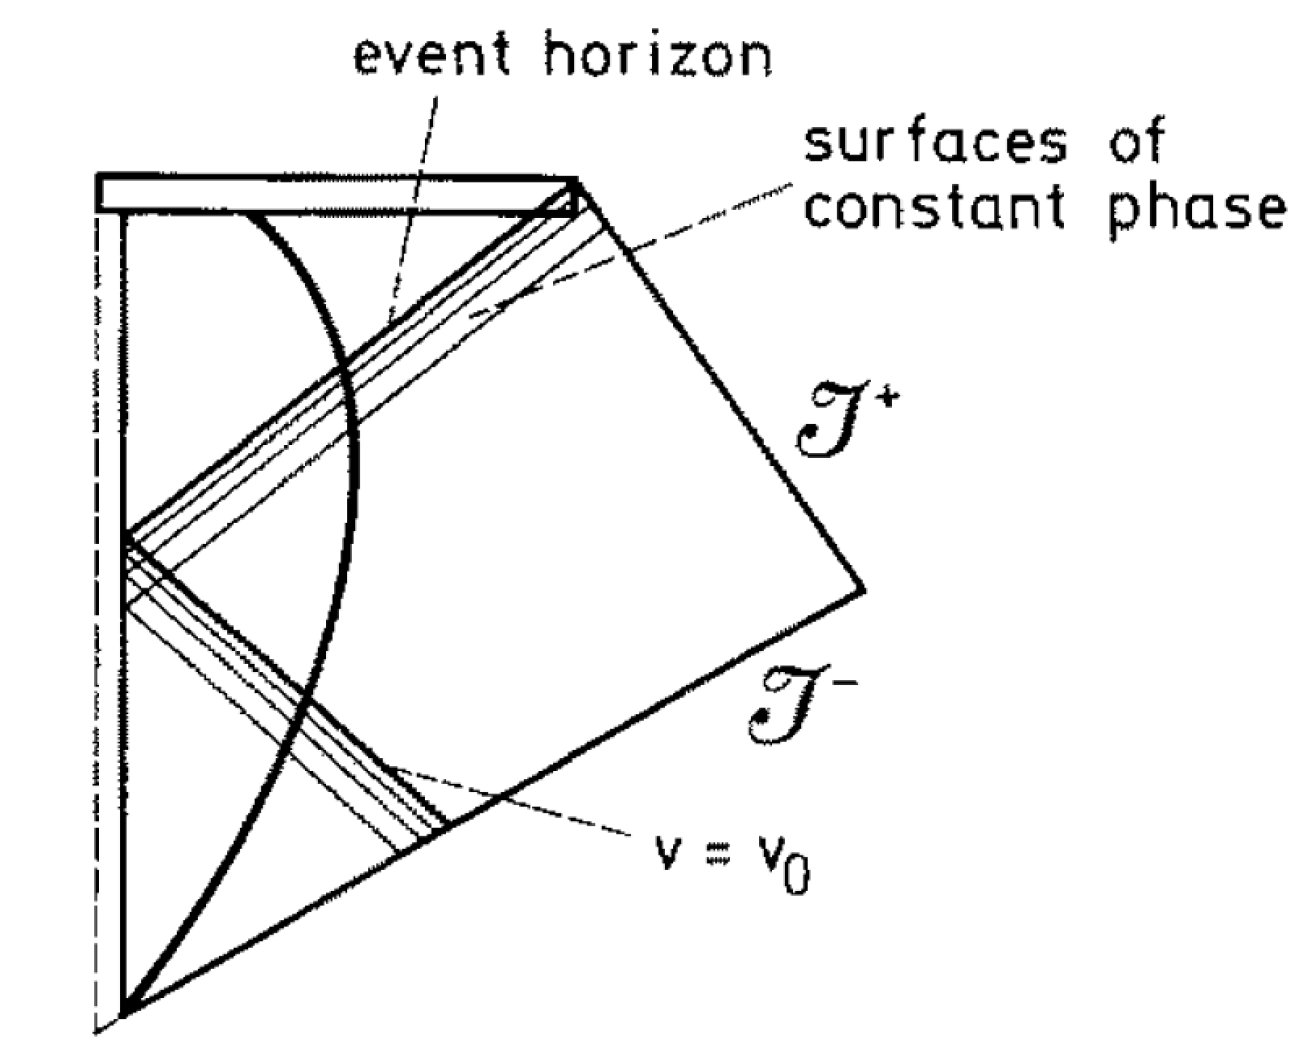 event horizon
surfaces of
constant phase
𝒥⁺
𝒥⁻
v = v₀